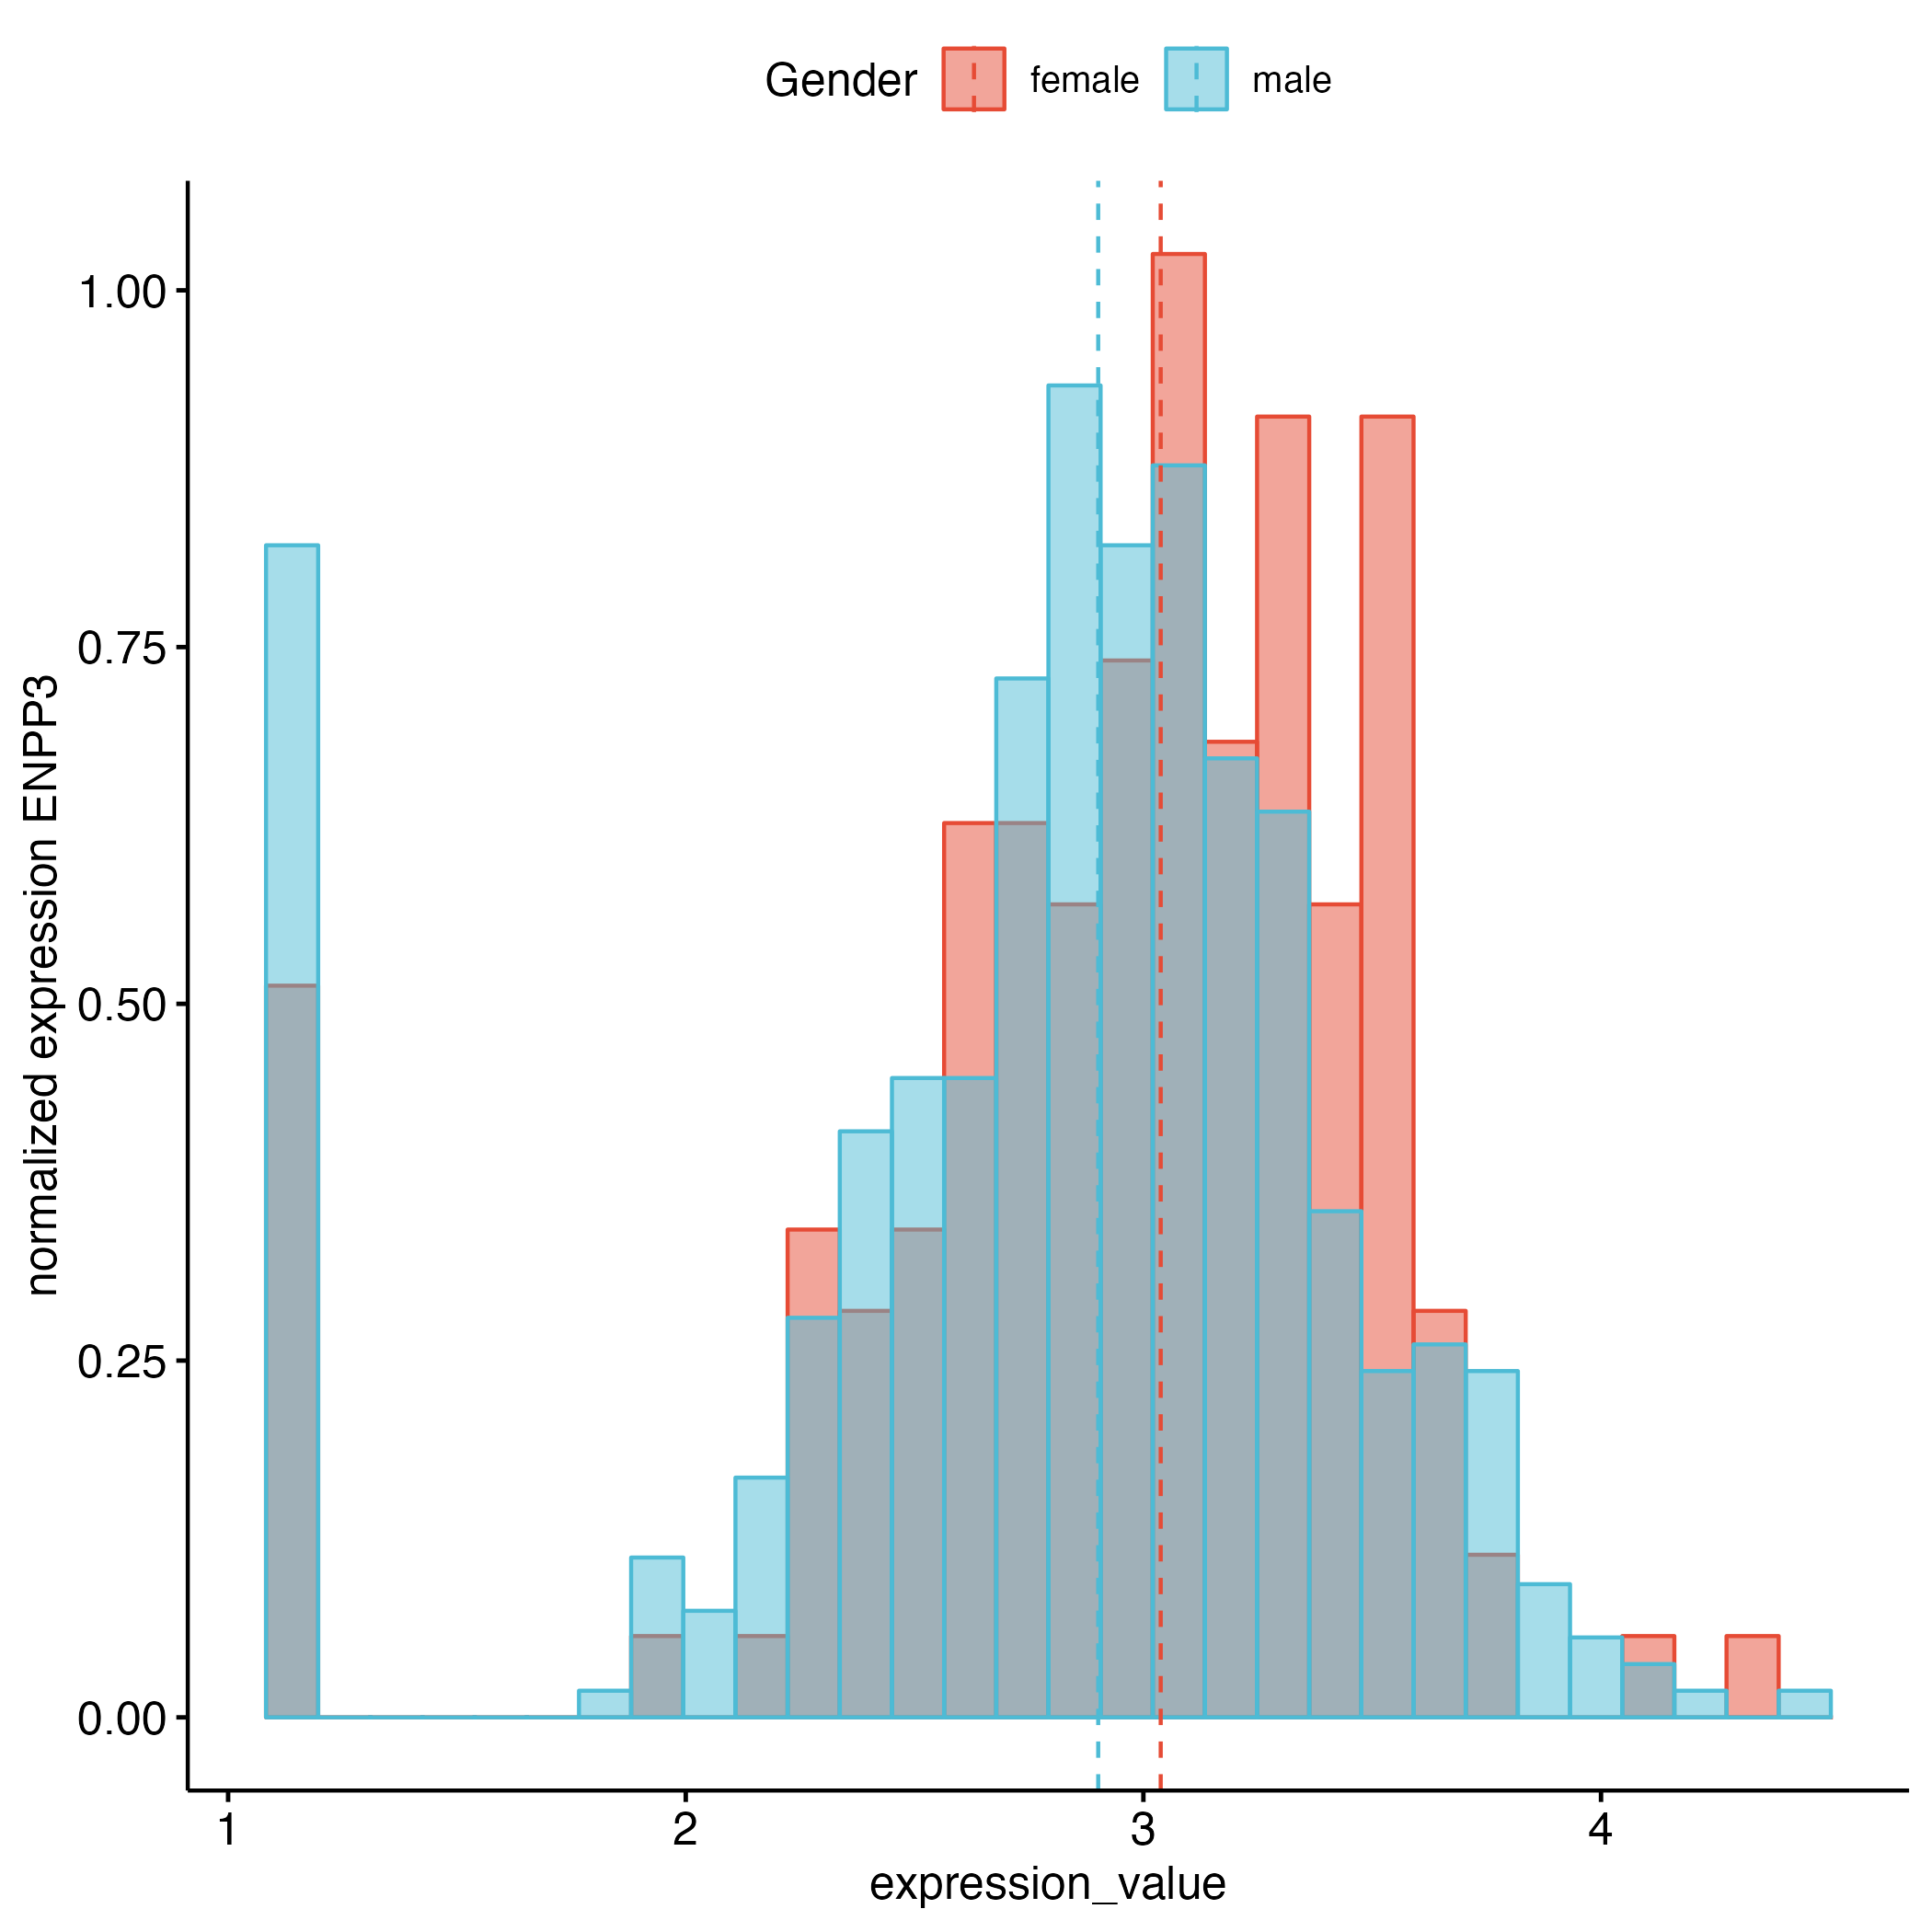 Gender female male
normalized expression ENPP3
1.00
0.75
0.50
0.25
0.00
1 2 3 4
expression_value